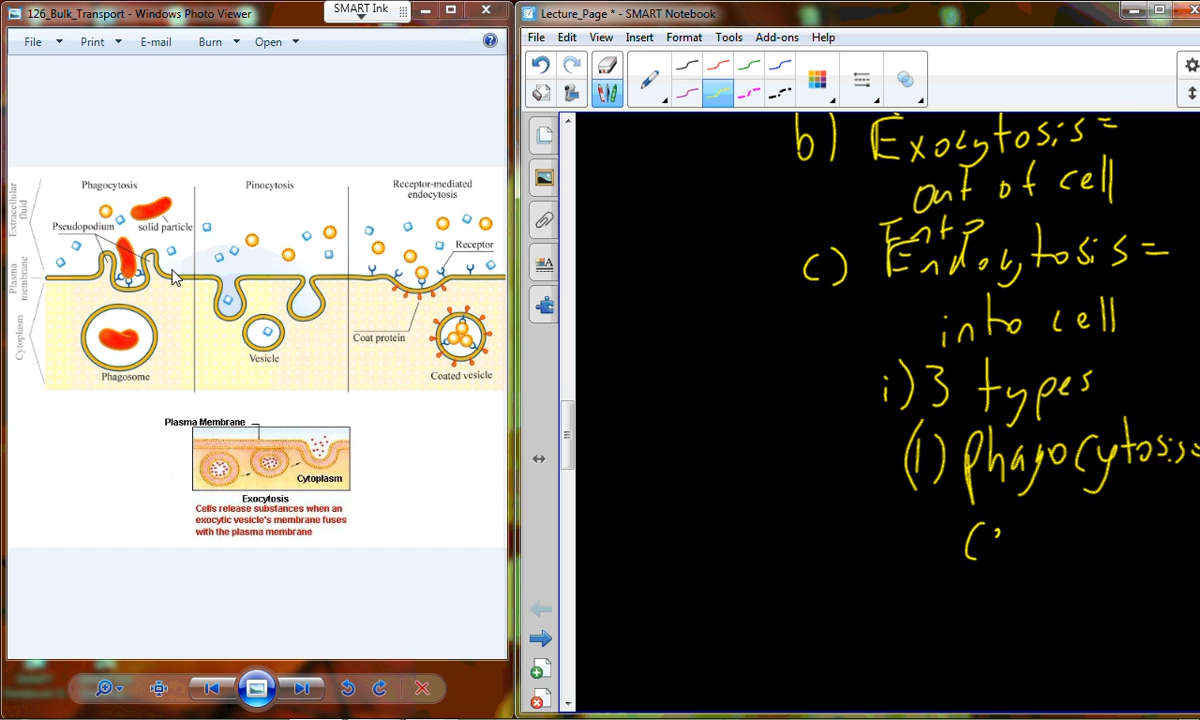 126_Bulk_Transport - Windows Photo Viewer
SMART Ink
File Print E-mail Burn Open
Phagocytosis
Pinocytosis
Receptor-mediated
endocytosis
Extracellular
fluid
Plasma
membrane
Cytoplasm
Pseudopodium
solid particle
Receptor
Coat protein
Phagosome
Vesicle
Coated vesicle
Plasma Membrane
Cytoplasm
Exocytosis
Cells release substances when an
exocytic vesicle's membrane fuses
with the plasma membrane
Lecture_Page * - SMART Notebook
File Edit View Insert Format Tools Add-ons Help
b) Exocytosis =
out of cell
Into
c) Endocytosis =
into cell
i) 3 types
(1) phagocytosis=
(